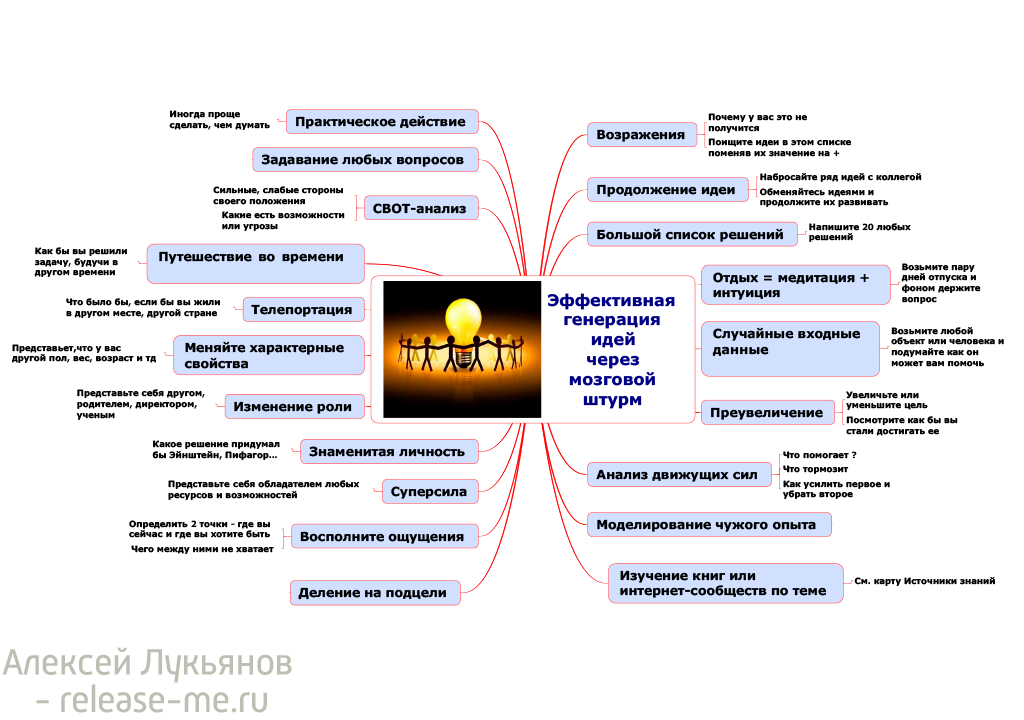 Эффективная
генерация
идей
через
мозговой
штурм
Возражения
Почему у вас это не
получится
Поищите идеи в этом списке
поменяв их значение на +
Продолжение идеи
Набросайте ряд идей с коллегой
Обменяйтесь идеями и
продолжите их развивать
Большой список решений
Напишите 20 любых
решений
Отдых = медитация +
интуиция
Возьмите пару
дней отпуска и
фоном держите
вопрос
Случайные входные
данные
Возьмите любой
объект или человека и
подумайте как он
может вам помочь
Преувеличение
Увеличьте или
уменьшите цель
Посмотрите как бы вы
стали достигать ее
Анализ движущих сил
Что помогает ?
Что тормозит
Как усилить первое и
убрать второе
Моделирование чужого опыта
Изучение книг или
интернет-сообществ по теме
См. карту Источники знаний
Практическое действие
Иногда проще
сделать, чем думать
Задавание любых вопросов
СВОТ-анализ
Сильные, слабые стороны
своего положения
Какие есть возможности
или угрозы
Путешествие во времени
Как бы вы решили
задачу, будучи в
другом времени
Телепортация
Что было бы, если бы вы жили
в другом месте, другой стране
Меняйте характерные
свойства
Представьет,что у вас
другой пол, вес, возраст и тд
Изменение роли
Представьте себя другом,
родителем, директором,
ученым
Знаменитая личность
Какое решение придумал
бы Эйнштейн, Пифагор...
Суперсила
Представьте себя обладателем любых
ресурсов и возможностей
Восполните ощущения
Определить 2 точки - где вы
сейчас и где вы хотите быть
Чего между ними не хватает
Деление на подцели
Алексей Лукьянов
- release-me.ru